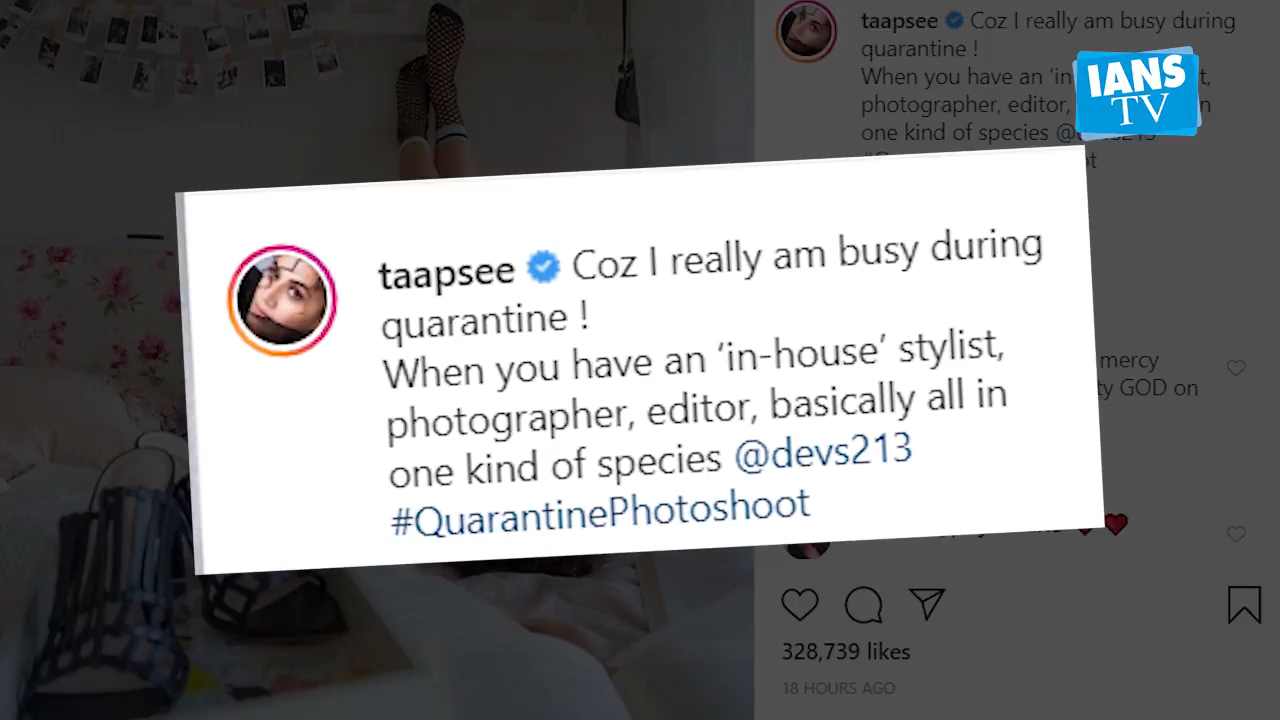 taapsee Coz I really am busy during
quarantine !
When you have an 'in
photographer, editor,
one kind of species
IANS
TV
taapsee Coz I really am busy during
quarantine !
When you have an ‘in-house’ stylist,
photographer, editor, basically all in
one kind of species @devs213
#QuarantinePhotoshoot
mercy
GOD on
328,739 likes
18 HOURS AGO